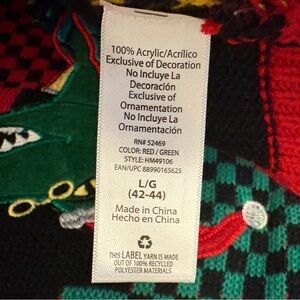 100% Acrylic/Acrílico
Exclusive of Decoration
No Incluye La
Decoración
Exclusive of
Ornamentation
No Incluye La
Ornamentación
RN# 52469
COLOR: RED / GREEN
STYLE: HM49106
EAN/UPC 88990165625
L/G
(42-44)
Made in China
Hecho en China
THIS LABEL YARN IS MADE
OUT OF 100% RECYCLED
POLYESTER MATERIALS